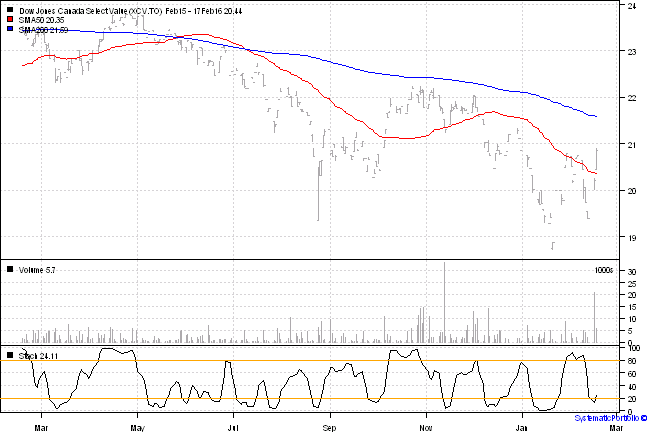 Dow Jones Canada Select Value (XCV.TO) Feb15 - 17Feb16 20.44
SMA50 20.35
SMA200 21.59
24
23
22
21
20
19
Volume 5.7
1000s
30
25
20
15
10
5
0
Stoch 24.11
100
80
60
40
20
0
Mar May Jul Sep Nov Jan Mar
SystematicPortfolio ©